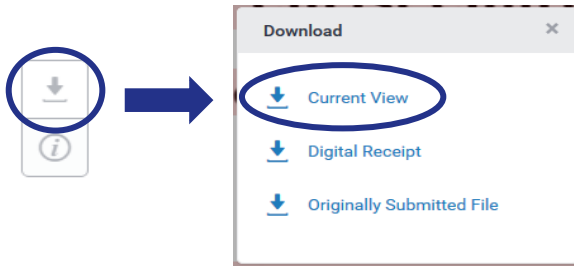 Download
Current View
Digital Receipt
Originally Submitted File